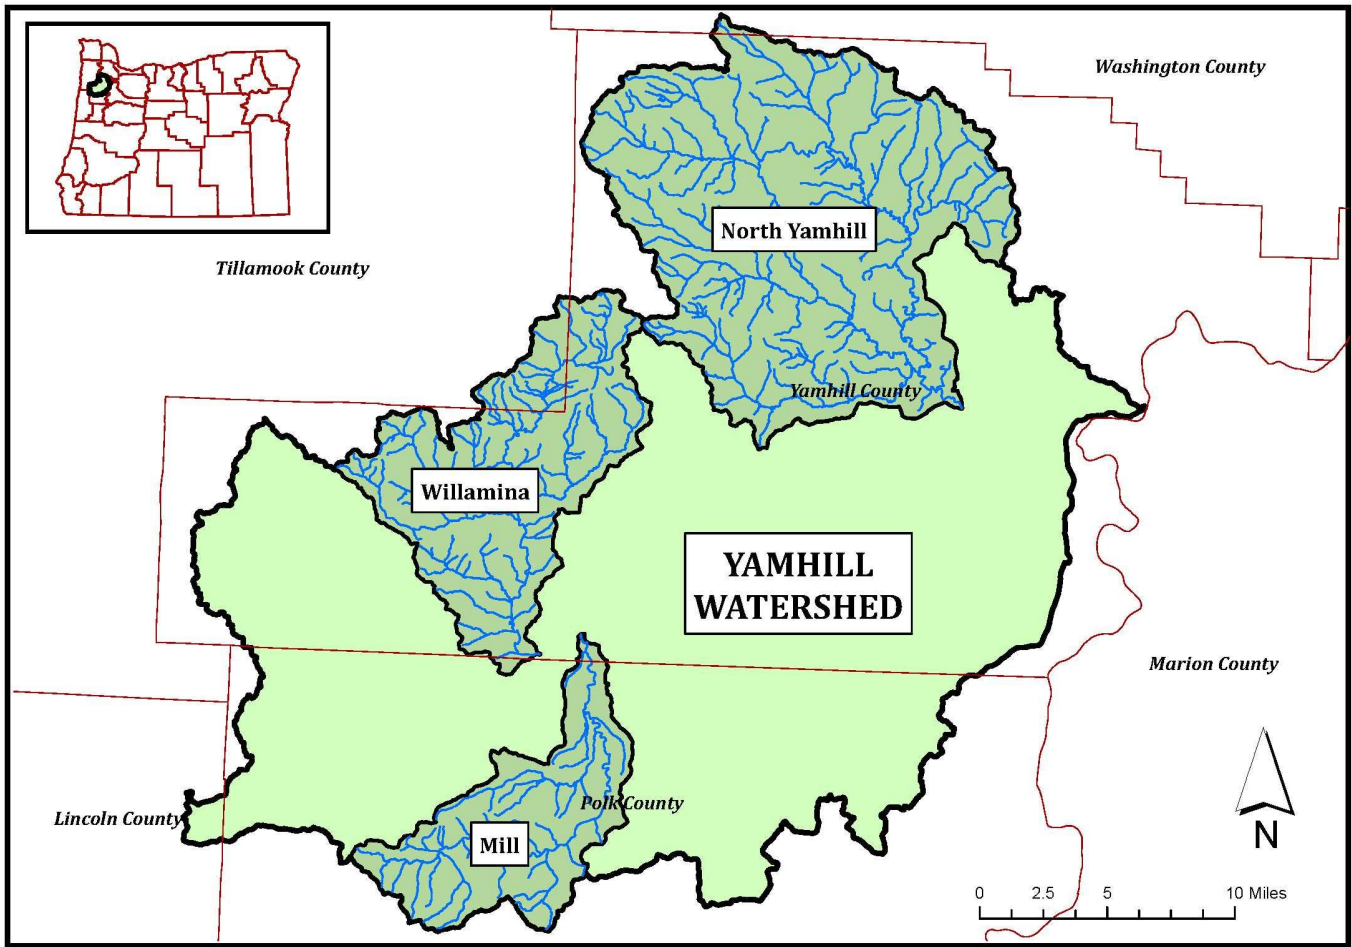 Washington County
North Yamhill
Tillamook County
Yamhill County
Willamina
YAMHILL
WATERSHED
Marion County
Polk County
Lincoln County
Mill
N
0 2.5 5 10 Miles